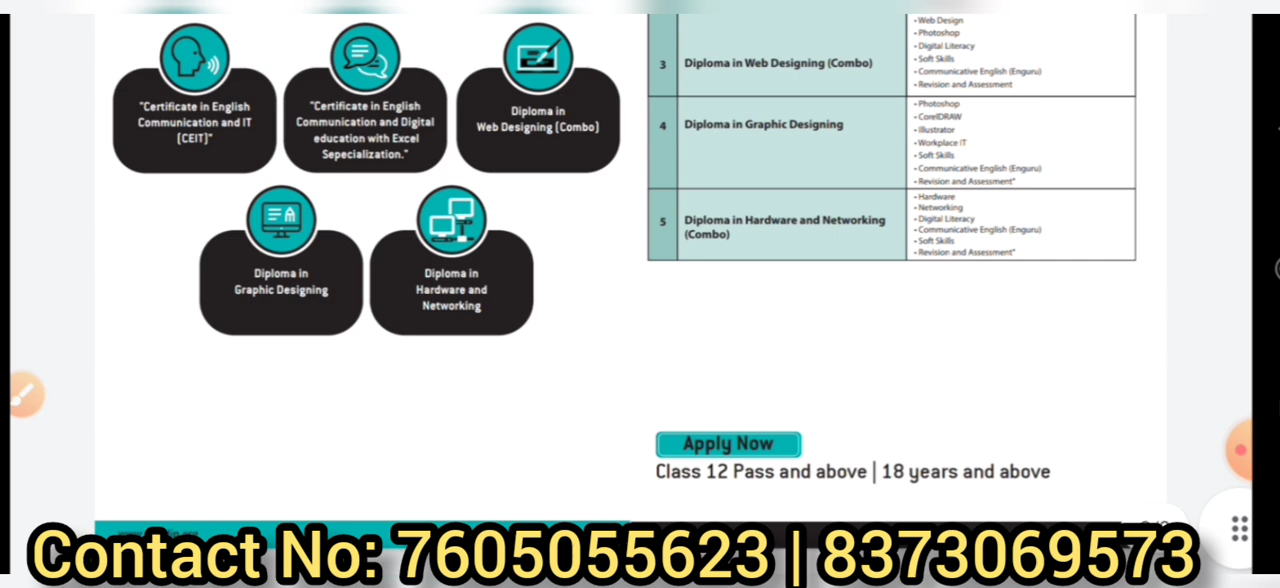 "Certificate in English
Communication and IT
(CEIT)"
"Certificate in English
Communication and Digital
education with Excel
Sepecialization."
Diploma in
Web Designing (Combo)
Diploma in
Graphic Designing
Diploma in
Hardware and
Networking
• Web Design
• Photoshop
• Digital Literacy
3 Diploma in Web Designing (Combo)
• Soft Skills
• Communicative English (Enguru)
• Revision and Assessment
• Photoshop
• CorelDRAW
4 Diploma in Graphic Designing
• Illustrator
• Workplace IT
• Soft Skills
• Communicative English (Enguru)
• Revision and Assessment*
• Hardware
• Networking
5 Diploma in Hardware and Networking
(Combo)
• Digital Literacy
• Communicative English (Enguru)
• Soft Skills
• Revision and Assessment*
Apply Now
Class 12 Pass and above | 18 years and above
Contact No: 7605055623 | 8373069573